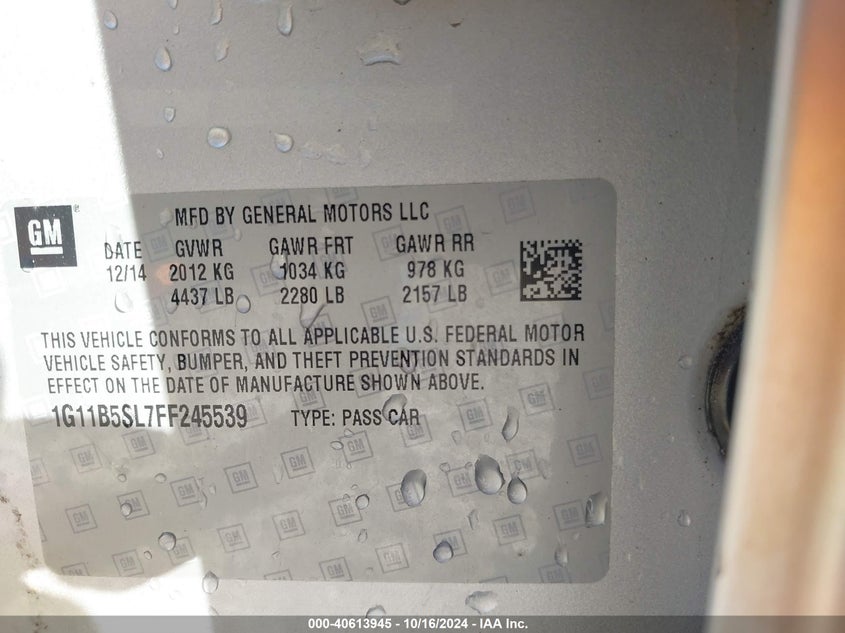 GM
MFD BY GENERAL MOTORS LLC
DATE GVWR GAWR FRT GAWR RR
12/14 2012 KG 1034 KG 978 KG
4437 LB 2280 LB 2157 LB
THIS VEHICLE CONFORMS TO ALL APPLICABLE U.S. FEDERAL MOTOR
VEHICLE SAFETY, BUMPER, AND THEFT PREVENTION STANDARDS IN
EFFECT ON THE DATE OF MANUFACTURE SHOWN ABOVE.
1G11B5SL7FF245539 TYPE: PASS CAR
000-40613945 - 10/16/2024 - IAA Inc.